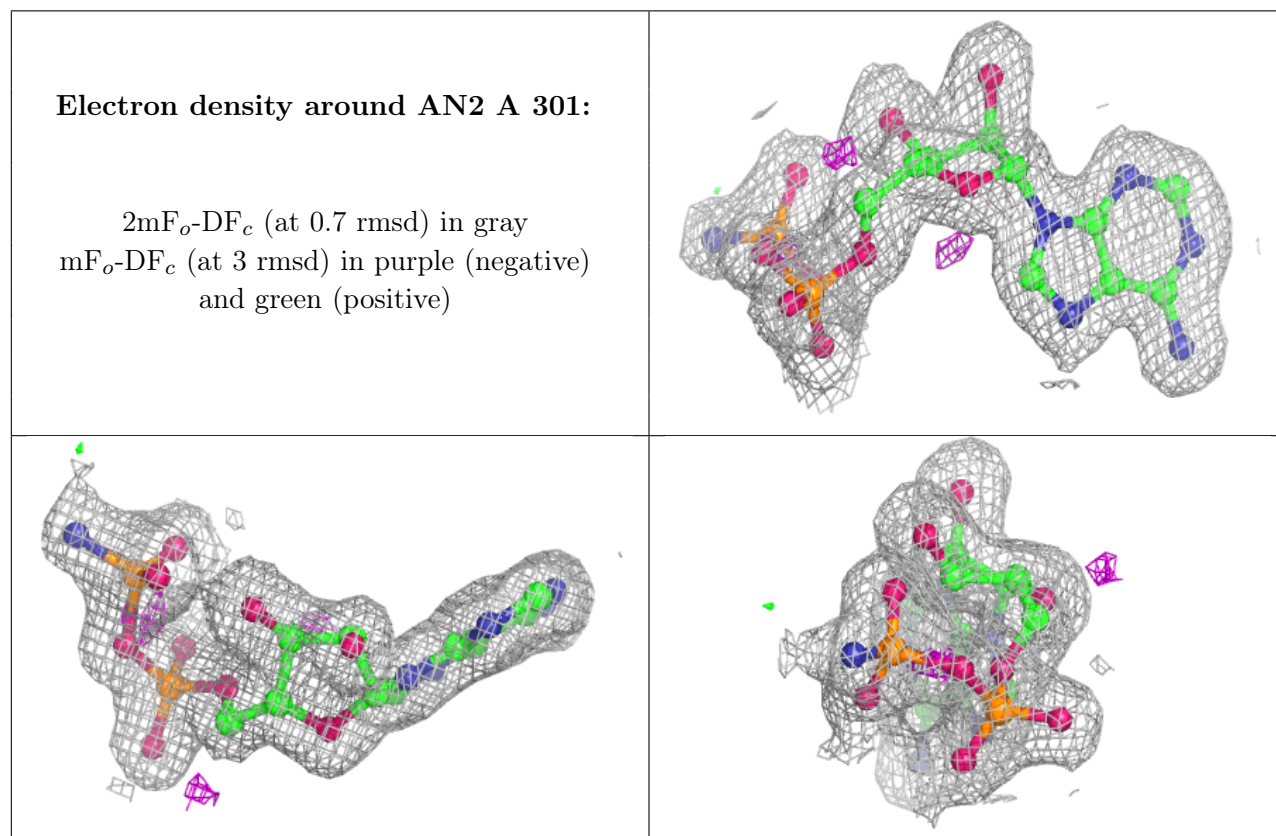 Electron density around AN2 A 301:
2mFo-DFc (at 0.7 rmsd) in gray
mFo-DFc (at 3 rmsd) in purple (negative)
and green (positive)